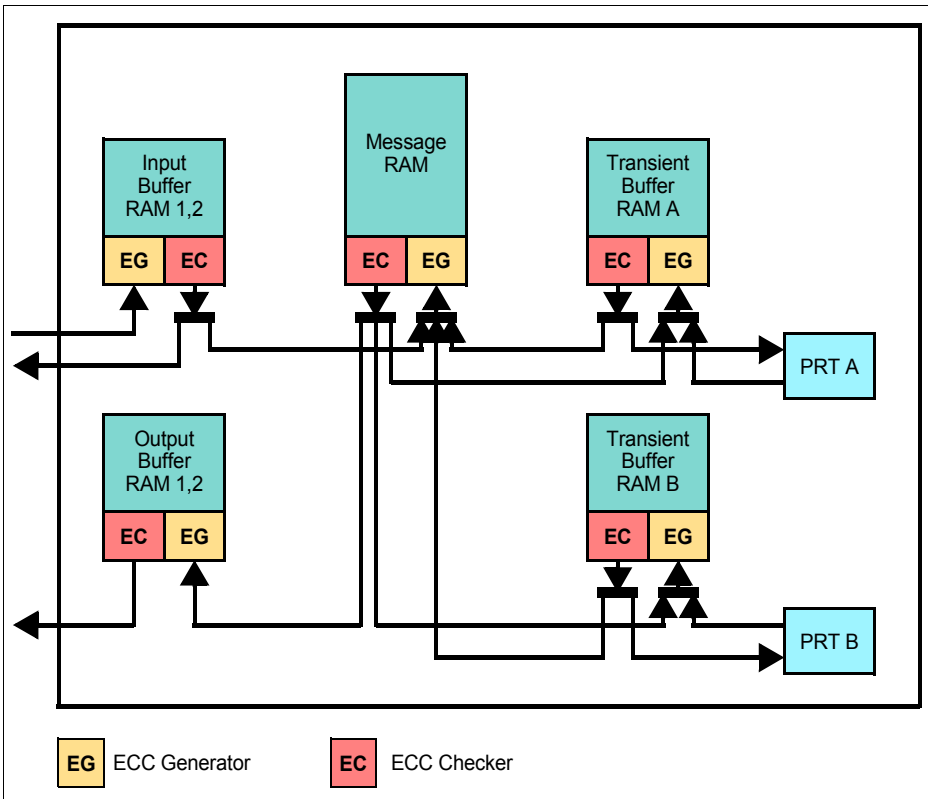 Input
Buffer
RAM 1,2
EG
EC
Message
RAM
EC
EG
Transient
Buffer
RAM A
EC
EG
PRT A
Output
Buffer
RAM 1,2
EC
EG
Transient
Buffer
RAM B
EC
EG
PRT B
EG
ECC Generator
EC
ECC Checker